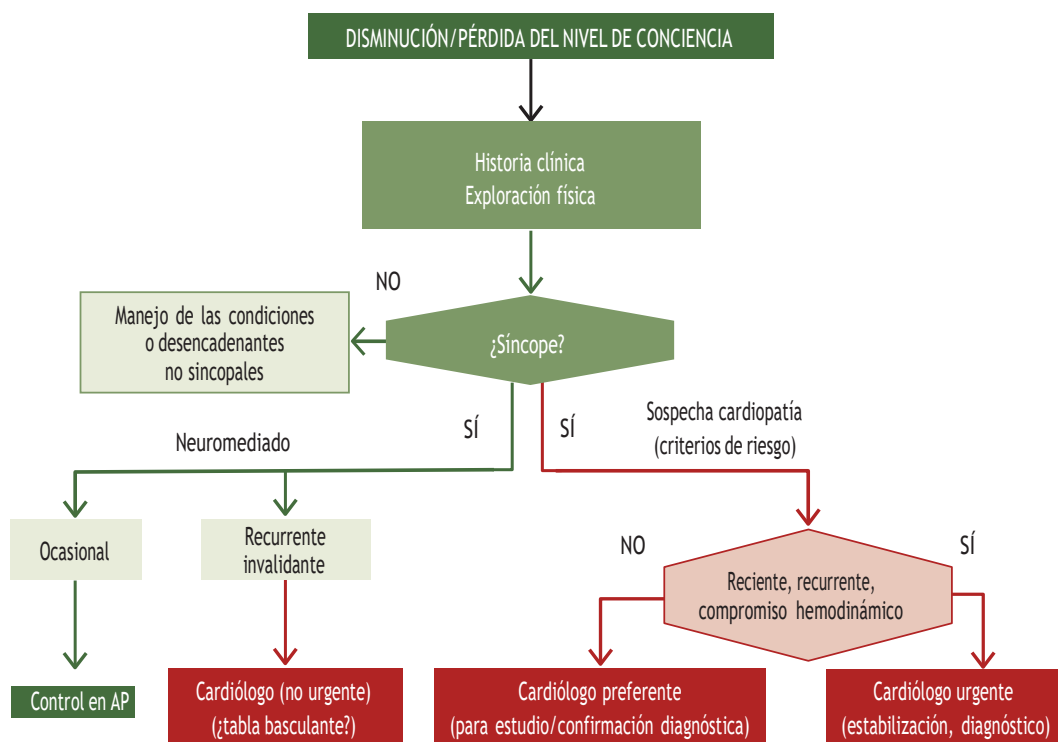 DISMINUCIÓN/PÉRDIDA DEL NIVEL DE CONCIENCIA
Historia clínica
Exploración física
NO
Manejo de las condiciones
o desencadenantes
no sincopales
¿Síncope?
Neuromediado
SÍ
SÍ
Sospecha cardiopatía
(criterios de riesgo)
Ocasional
Recurrente
invalidante
NO
SÍ
Reciente, recurrente,
compromiso hemodinámico
Control en AP
Cardiólogo (no urgente)
(¿tabla basculante?)
Cardiólogo preferente
(para estudio/confirmación diagnóstica)
Cardiólogo urgente
(estabilización, diagnóstico)